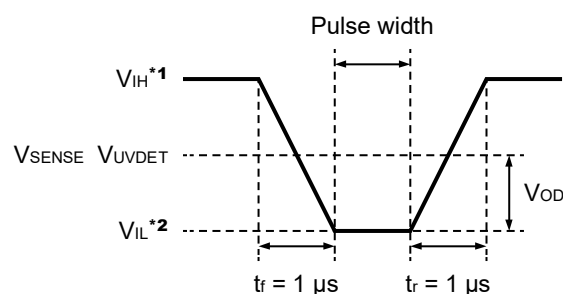 Pulse width
VIH*1
VSENSE VUVDET
VOD
VIL*2
tf = 1 μs tr = 1 μs